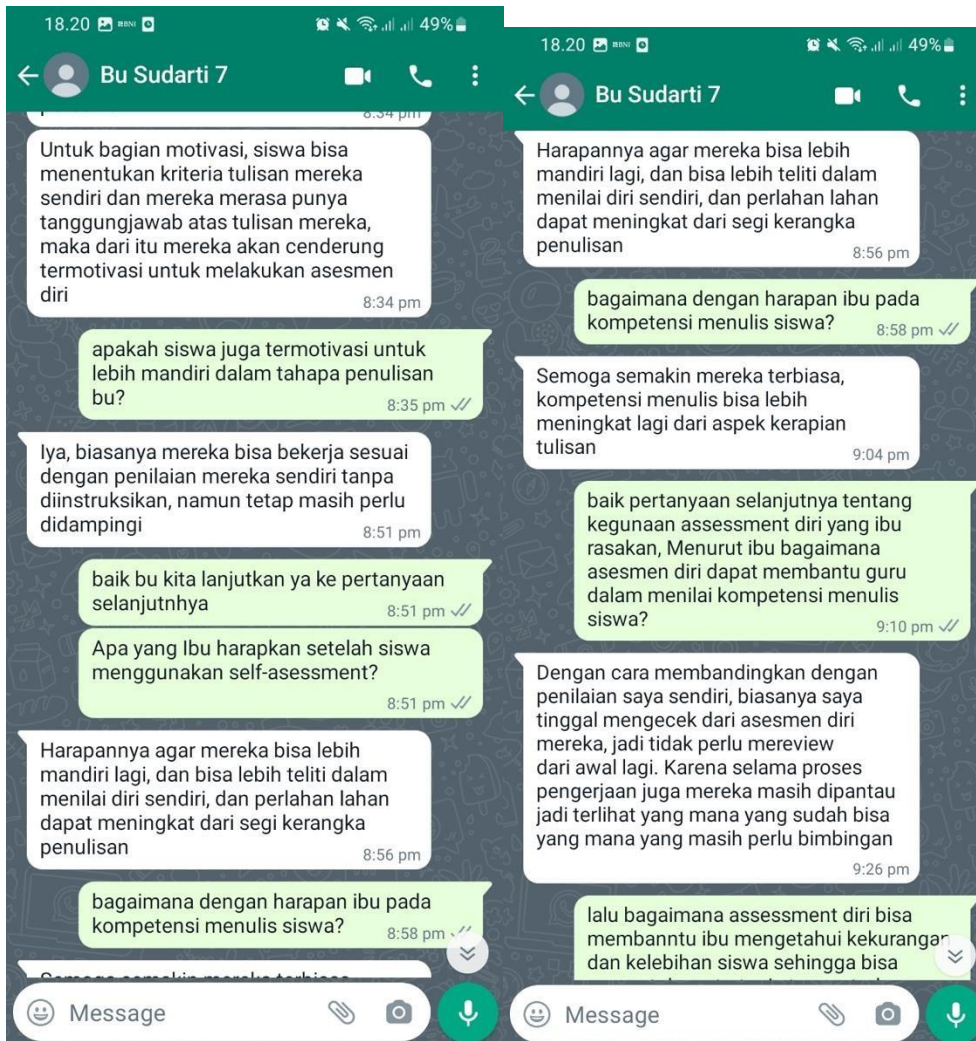 18.20 BNI 49%
Bu Sudarti 7
8:34 pm
Untuk bagian motivasi, siswa bisa
menentukan kriteria tulisan mereka
sendiri dan mereka merasa punya
tanggungjawab atas tulisan mereka,
maka dari itu mereka akan cenderung
termotivasi untuk melakukan asesmen
diri
8:34 pm
apakah siswa juga termotivasi untuk
lebih mandiri dalam tahapa penulisan
bu?
8:35 pm
Iya, biasanya mereka bisa bekerja sesuai
dengan penilaian mereka sendiri tanpa
diinstruksikan, namun tetap masih perlu
didampingi
8:51 pm
baik bu kita lanjutkan ya ke pertanyaan
selanjutnhya
8:51 pm
Apa yang Ibu harapkan setelah siswa
menggunakan self-asessment?
8:51 pm
Harapannya agar mereka bisa lebih
mandiri lagi, dan bisa lebih teliti dalam
menilai diri sendiri, dan perlahan lahan
dapat meningkat dari segi kerangka
penulisan
8:56 pm
bagaimana dengan harapan ibu pada
kompetensi menulis siswa?
8:58 pm
Semoga semakin mereka terbiasa,
Message
18.20 BNI 49%
Bu Sudarti 7
Harapannya agar mereka bisa lebih
mandiri lagi, dan bisa lebih teliti dalam
menilai diri sendiri, dan perlahan lahan
dapat meningkat dari segi kerangka
penulisan
8:56 pm
bagaimana dengan harapan ibu pada
kompetensi menulis siswa?
8:58 pm
Semoga semakin mereka terbiasa,
kompetensi menulis bisa lebih
meningkat lagi dari aspek kerapian
tulisan
9:04 pm
baik pertanyaan selanjutnya tentang
kegunaan assessment diri yang ibu
rasakan, Menurut ibu bagaimana
asesmen diri dapat membantu guru
dalam menilai kompetensi menulis
siswa?
9:10 pm
Dengan cara membandingkan dengan
penilaian saya sendiri, biasanya saya
tinggal mengecek dari asesmen diri
mereka, jadi tidak perlu mereview
dari awal lagi. Karena selama proses
pengerjaan juga mereka masih dipantau
jadi terlihat yang mana yang sudah bisa
yang mana yang masih perlu bimbingan
9:26 pm
lalu bagaimana assessment diri bisa
membanntu ibu mengetahui kekurangan
dan kelebihan siswa sehingga bisa
Message